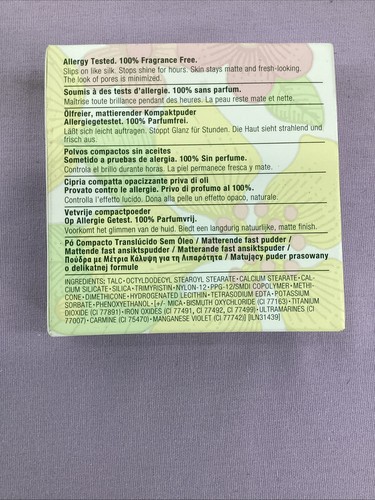 Allergy Tested. 100% Fragrance Free.
Slips on like silk. Stops shine for hours. Skin stays matte and fresh-looking.
The look of pores is minimized.
Soumis à des tests d'allergie. 100% sans parfum.
Maîtrise toute brillance pendant des heures. La peau reste mate et nette.
Ölfreier, mattierender Kompaktpuder
Allergiegetestet. 100% Parfumfrei.
Läßt sich leicht auftragen. Stoppt Glanz für Stunden. Die Haut sieht strahlend und
frisch aus.
Polvos compactos sin aceites
Sometido a pruebas de alergia. 100% Sin perfume.
Controla el brillo durante horas. La piel permanece fresca y mate.
Cipria compatta opacizzante priva di oli
Provato contro le allergie. Privo di profumo al 100%.
Controlla l'effetto lucido. Dona alla pelle un effetto opaco, naturale.
Vetvrije compactpoeder
Op Allergie Getest. 100% Parfumvrij.
Voorkomt het glimmen van de huid. Biedt een langdurig natuurlijke, matte finish.
Pó Compacto Translúcido Sem Óleo / Matterende fast pudder /
Mattende fast ansiktspudder / Matterande fast ansiktspuder /
Πούδρα με Μέτρια Κάλυψη για τη Λιπαρότητα / Matujący puder prasowany
o delikatnej formule
INGREDIENTS: TALC•OCTYLDODECYL STEAROYL STEARATE•CALCIUM STEARATE•CAL-
CIUM SILICATE•SILICA•TRIMYRISTIN•NYLON-12•PPG-12/SMDI COPOLYMER•METHI-
CONE•DIMETHICONE•HYDROGENATED LECITHIN•TETRASODIUM EDTA•POTASSIUM
SORBATE•PHENOXYETHANOL•[+/- MICA•BISMUTH OXYCHLORIDE (CI 77163)•TITANIUM
DIOXIDE (CI 77891)•IRON OXIDES (CI 77491, CI 77492, CI 77499)•ULTRAMARINES (CI
77007)•CARMINE (CI 75470)•MANGANESE VIOLET (CI 77742)] [ILN31439]